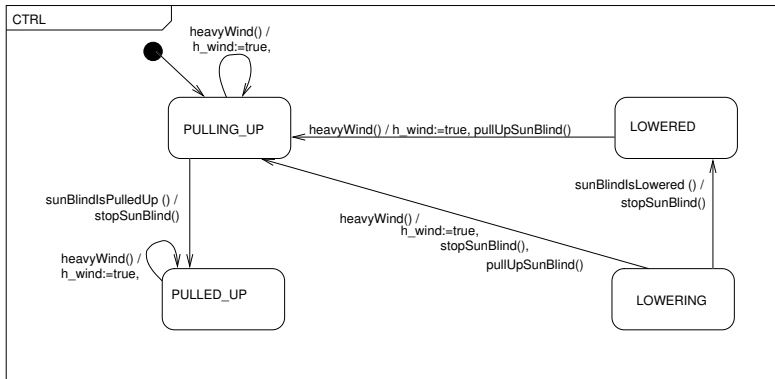 CTRL
heavyWind() /
h_wind:=true,
PULLING_UP
heavyWind() / h_wind:=true, pullUpSunBlind()
LOWERED
sunBlindIsPulledUp () /
stopSunBlind()
sunBlindIsLowered () /
stopSunBlind()
heavyWind() /
h_wind:=true,
stopSunBlind(),
pullUpSunBlind()
heavyWind() /
h_wind:=true,
PULLED_UP
LOWERING